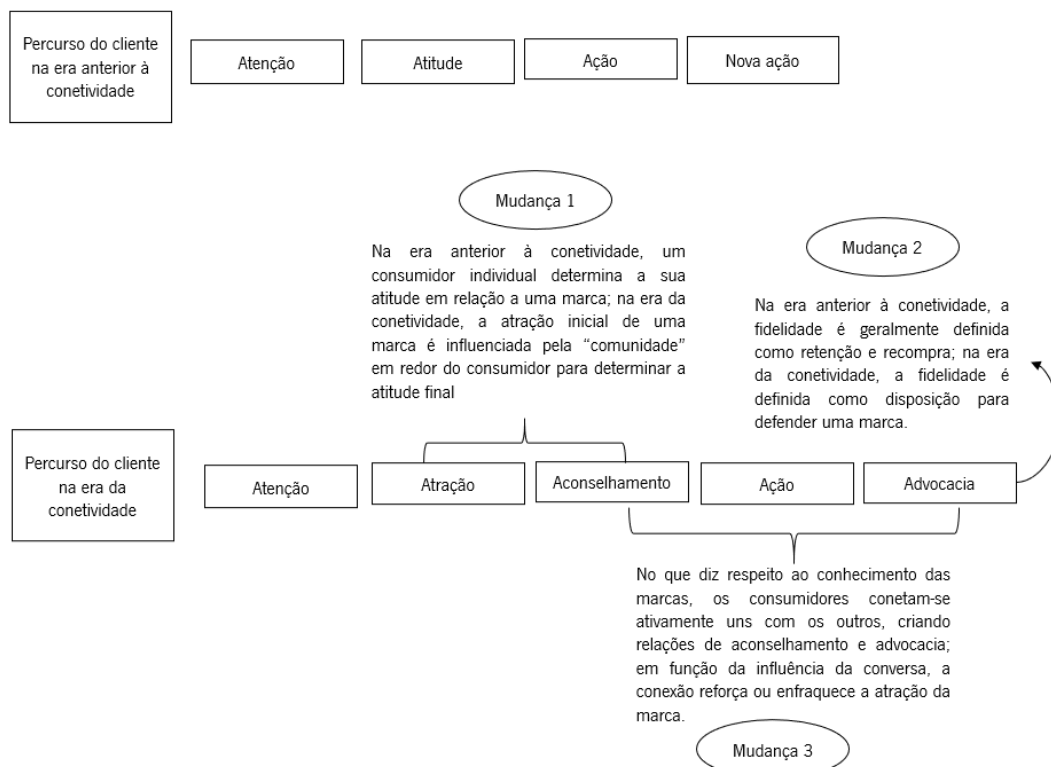 Percurso do cliente
na era anterior à
conetividade
Atenção
Atitude
Ação
Nova ação
Mudança 1
Na era anterior à conetividade, um
consumidor individual determina a sua
atitude em relação a uma marca; na era da
conetividade, a atração inicial de uma
marca é influenciada pela “comunidade”
em redor do consumidor para determinar a
atitude final
Mudança 2
Na era anterior à conetividade, a
fidelidade é geralmente definida
como retenção e recompra; na era
da conetividade, a fidelidade é
definida como disposição para
defender uma marca.
Percurso do cliente
na era da
conetividade
Atenção
Atração
Aconselhamento
Ação
Advocacia
No que diz respeito ao conhecimento das
marcas, os consumidores conetam-se
ativamente uns com os outros, criando
relações de aconselhamento e advocacia;
em função da influência da conversa, a
conexão reforça ou enfraquece a atração da
marca.
Mudança 3